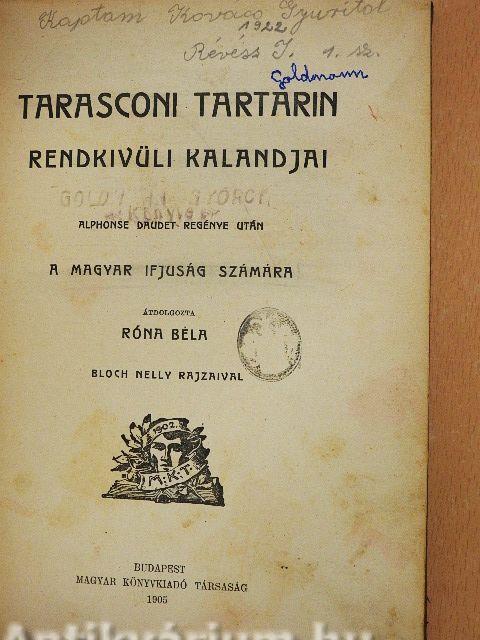 Kaptam Kovács Gyuritól
1922
Révész I. 1. sz.
Goldmann
TARASCONI TARTARIN
RENDKIVÜLI KALANDJAI
ALPHONSE DAUDET REGÉNYE UTÁN
A MAGYAR IFJUSÁG SZÁMÁRA
ÁTDOLGOZTA
RÓNA BÉLA
BLOCH NELLY RAJZAIVAL
1902.
M.K.T.
BUDAPEST
MAGYAR KÖNYVKIADÓ TÁRSASÁG
1905
Antikvárium.hu